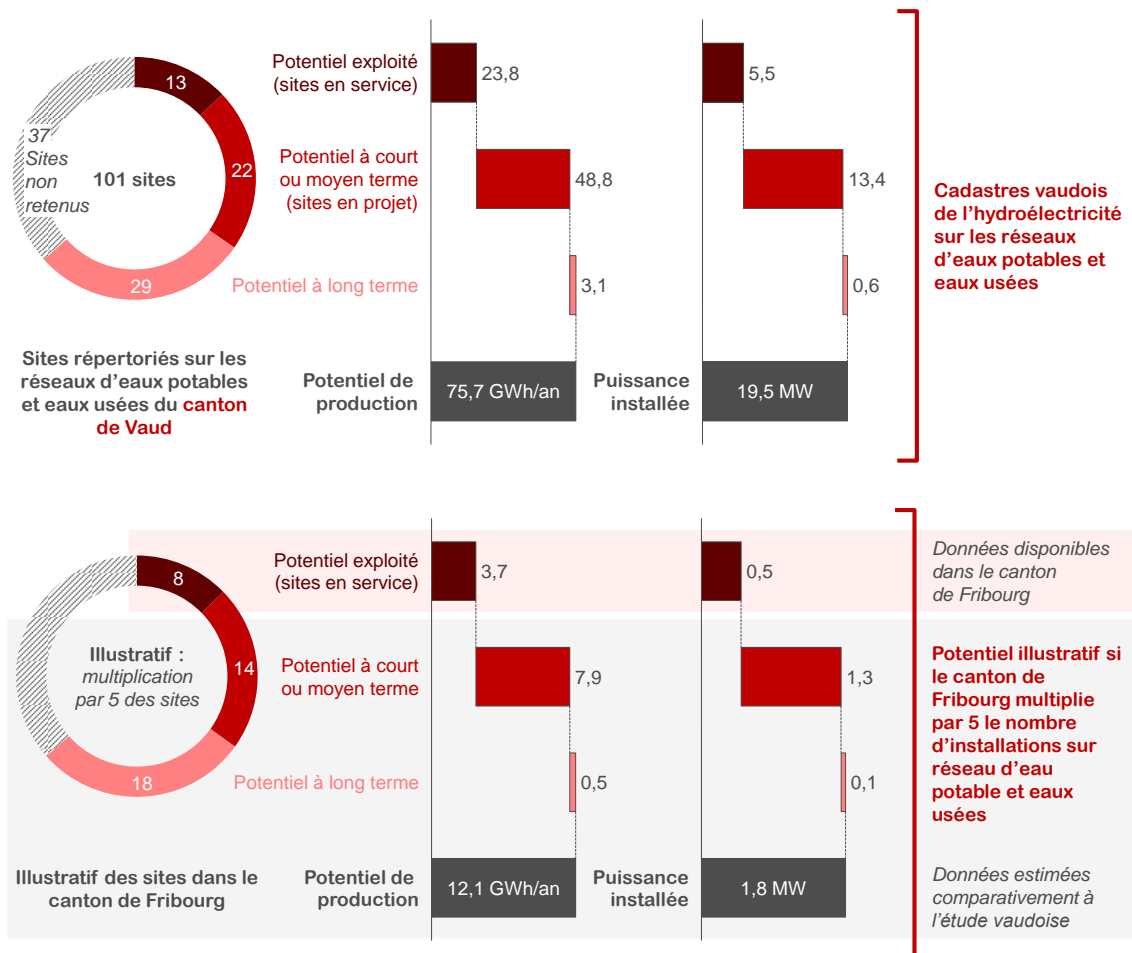 13
22
29
37
Sites
non
retenus
101 sites
Sites répertoriés sur les
réseaux d'eaux potables
et eaux usées du canton
de Vaud
Potentiel exploité
(sites en service)
23,8
5,5
Potentiel à court
ou moyen terme
(sites en projet)
48,8
13,4
Potentiel à long terme
3,1
0,6
Potentiel de
production
75,7 GWh/an
Puissance
installée
19,5 MW
Cadastres vaudois
de l'hydroélectricité
sur les réseaux
d'eaux potables et
eaux usées
8
14
18
Illustratif :
multiplication
par 5 des sites
Illustratif des sites dans le
canton de Fribourg
Potentiel exploité
(sites en service)
3,7
0,5
Potentiel à court
ou moyen terme
7,9
1,3
Potentiel à long terme
0,5
0,1
Potentiel de
production
12,1 GWh/an
Puissance
installée
1,8 MW
Données disponibles
dans le canton
de Fribourg
Potentiel illustratif si
le canton de
Fribourg multiplie
par 5 le nombre
d'installations sur
réseau d'eau
potable et eaux
usées
Données estimées
comparativement à
l'étude vaudoise